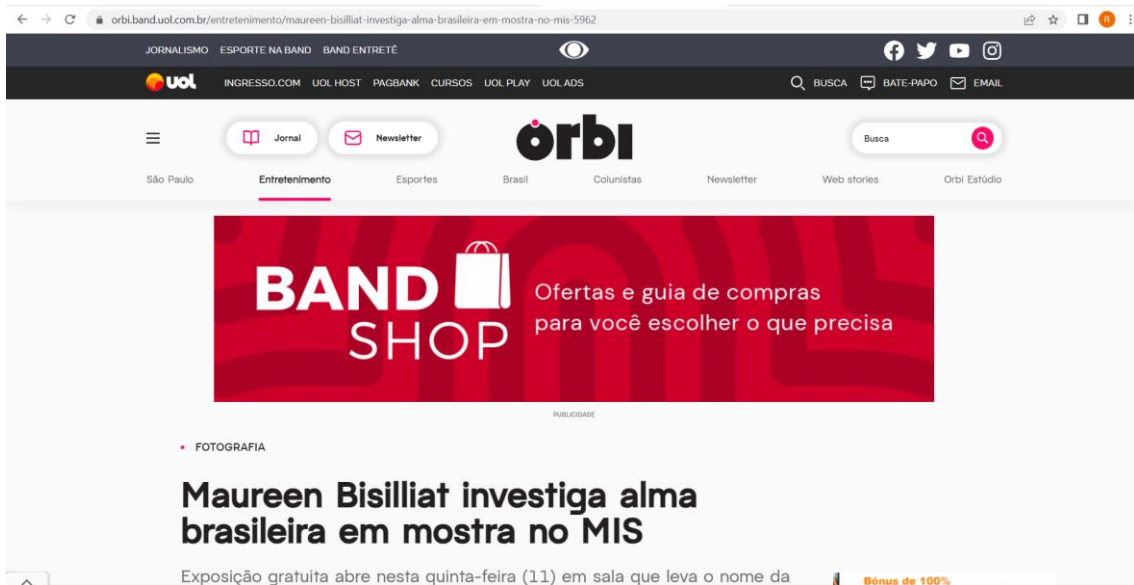 orbi.band.uol.com.br/entretenimento/maureen-bisilliat-investiga-alma-brasileira-em-mostra-no-mis-5962
R
JORNALISMO ESPORTE NA BAND BAND ENTRETÊ
uol INGRESSO.COM UOL HOST PAGBANK CURSOS UOL PLAY UOL ADS BUSCA BATE-PAPO EMAIL
Jornal Newsletter orbi Busca
São Paulo Entretenimento Esportes Brasil Colunistas Newsletter Web stories Orbi Estúdio
BAND SHOP
Ofertas e guia de compras
para você escolher o que precisa
PUBLICIDADE
• FOTOGRAFIA
Maureen Bisilliat investiga alma
brasileira em mostra no MIS
Exposição gratuita abre nesta quinta-feira (11) em sala que leva o nome da
Bônus de 100%